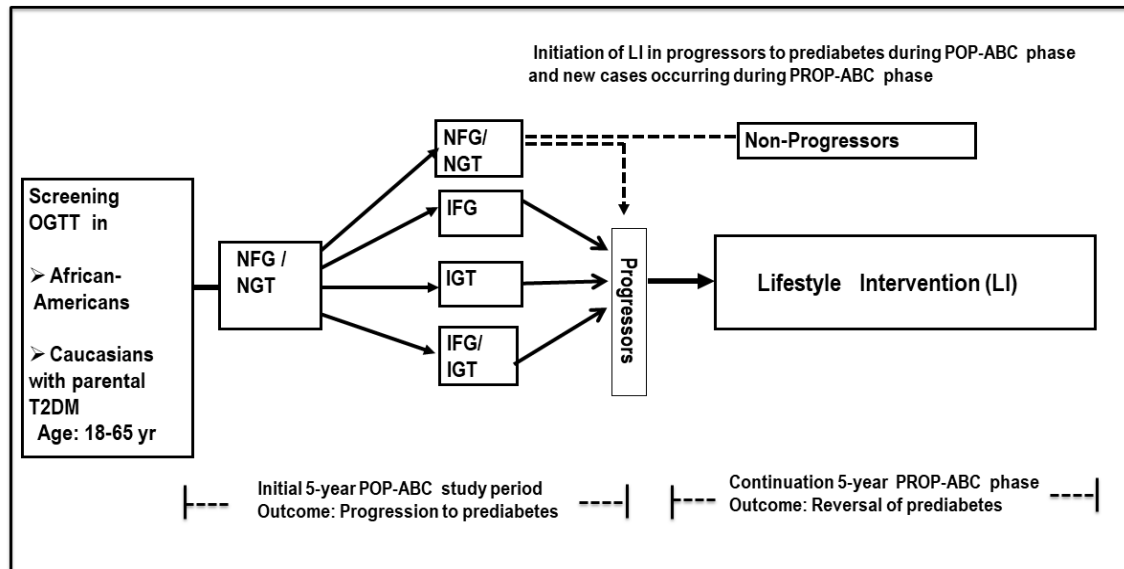 Initiation of LI in progressors to prediabetes during POP-ABC phase
and new cases occurring during PROP-ABC phase
Screening
OGTT in
➢ African-
Americans
➢ Caucasians
with parental
T2DM
Age: 18-65 yr
NFG /
NGT
NFG/
NGT
IFG
IGT
IFG/
IGT
Progressors
Non-Progressors
Lifestyle Intervention (LI)
Initial 5-year POP-ABC study period
Outcome: Progression to prediabetes
Continuation 5-year PROP-ABC phase
Outcome: Reversal of prediabetes